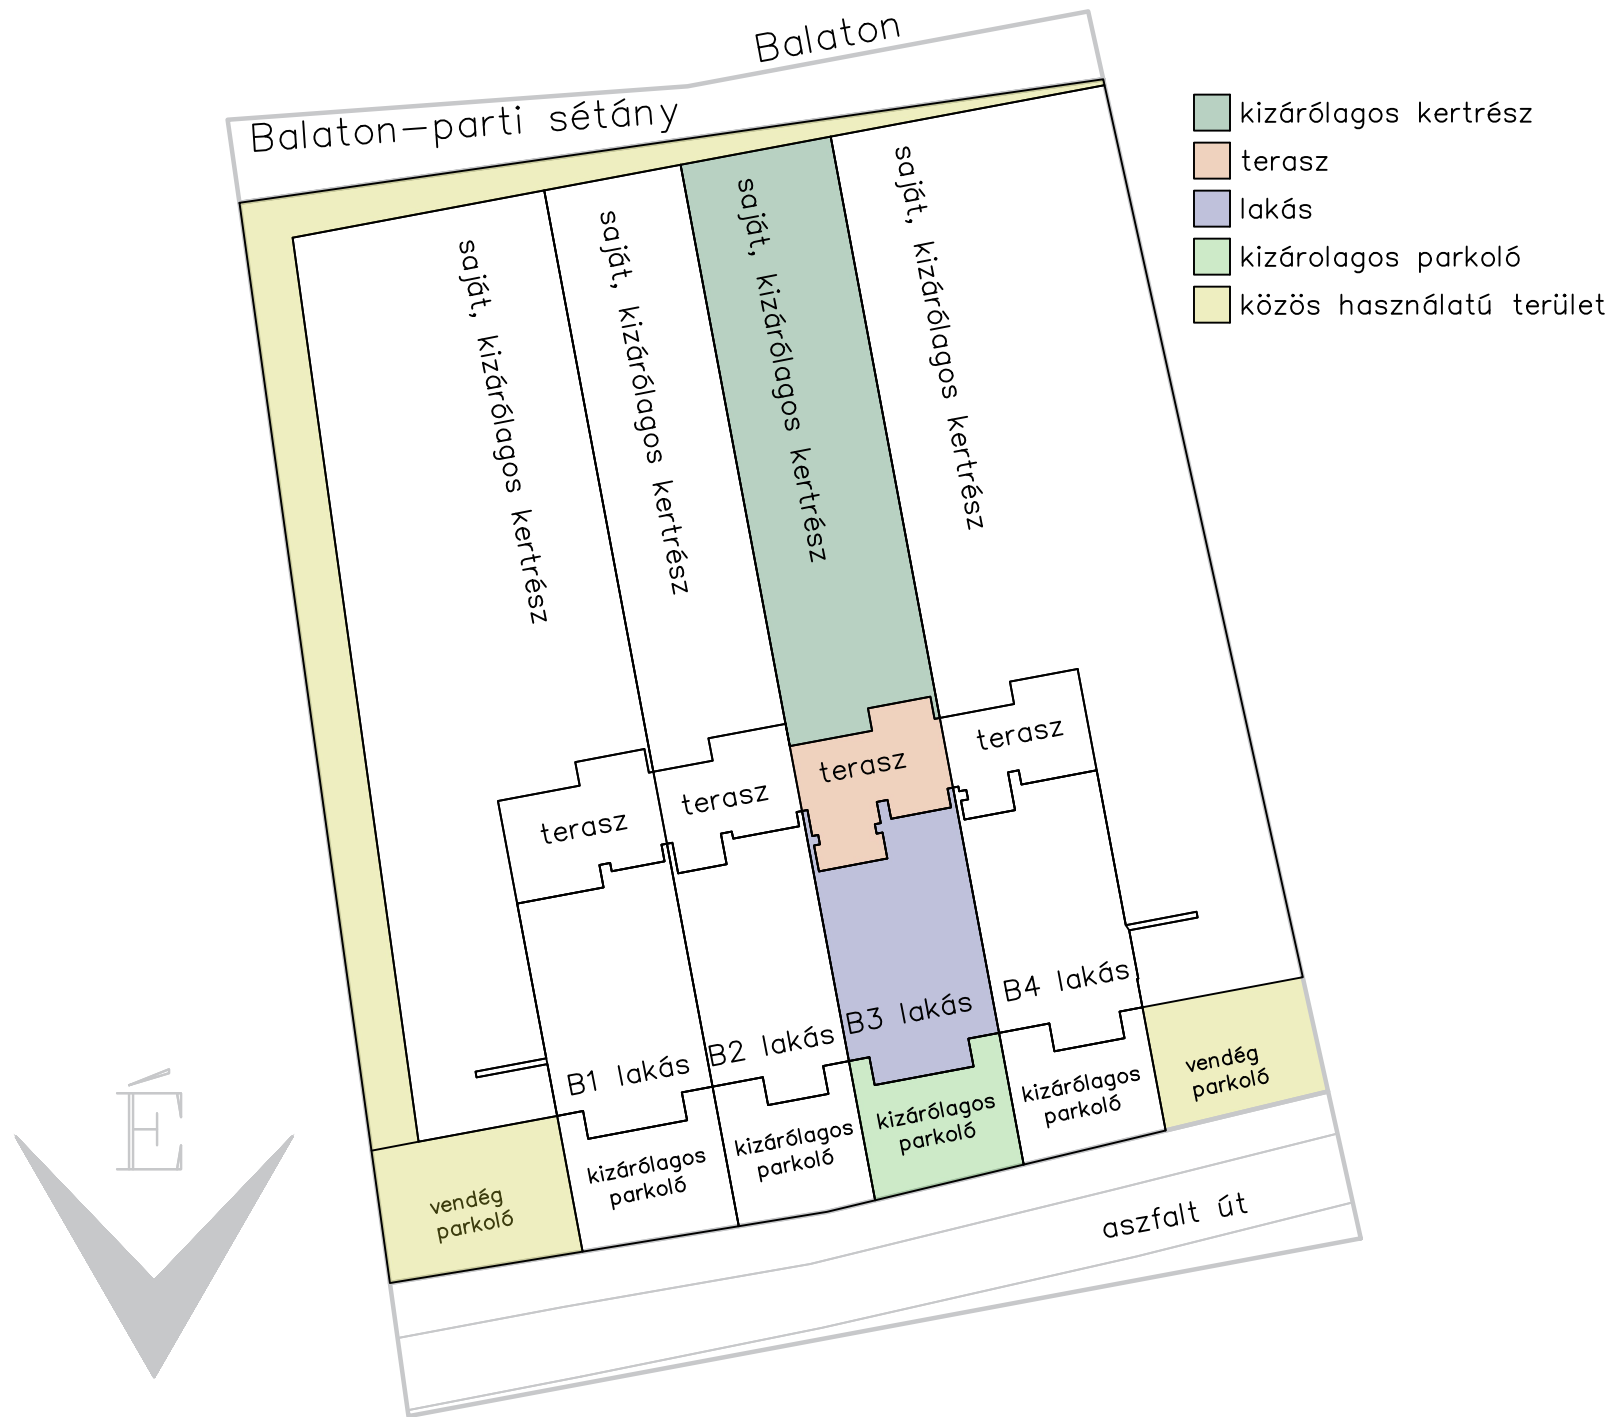 Balaton
Balaton-parti sétány
kizárólagos kertrész
terasz
lakás
kizárolagos parkoló
közös használatú terület
saját, kizárólagos kertrész
saját, kizárólagos kertrész
saját, kizárólagos kertrész
saját, kizárólagos kertrész
terasz
terasz
terasz
terasz
B1 lakás
B2 lakás
B3 lakás
B4 lakás
vendég
parkoló
kizárólagos
parkoló
kizárólagos
parkoló
kizárólagos
parkoló
kizárólagos
parkoló
vendég
parkoló
aszfalt út
É